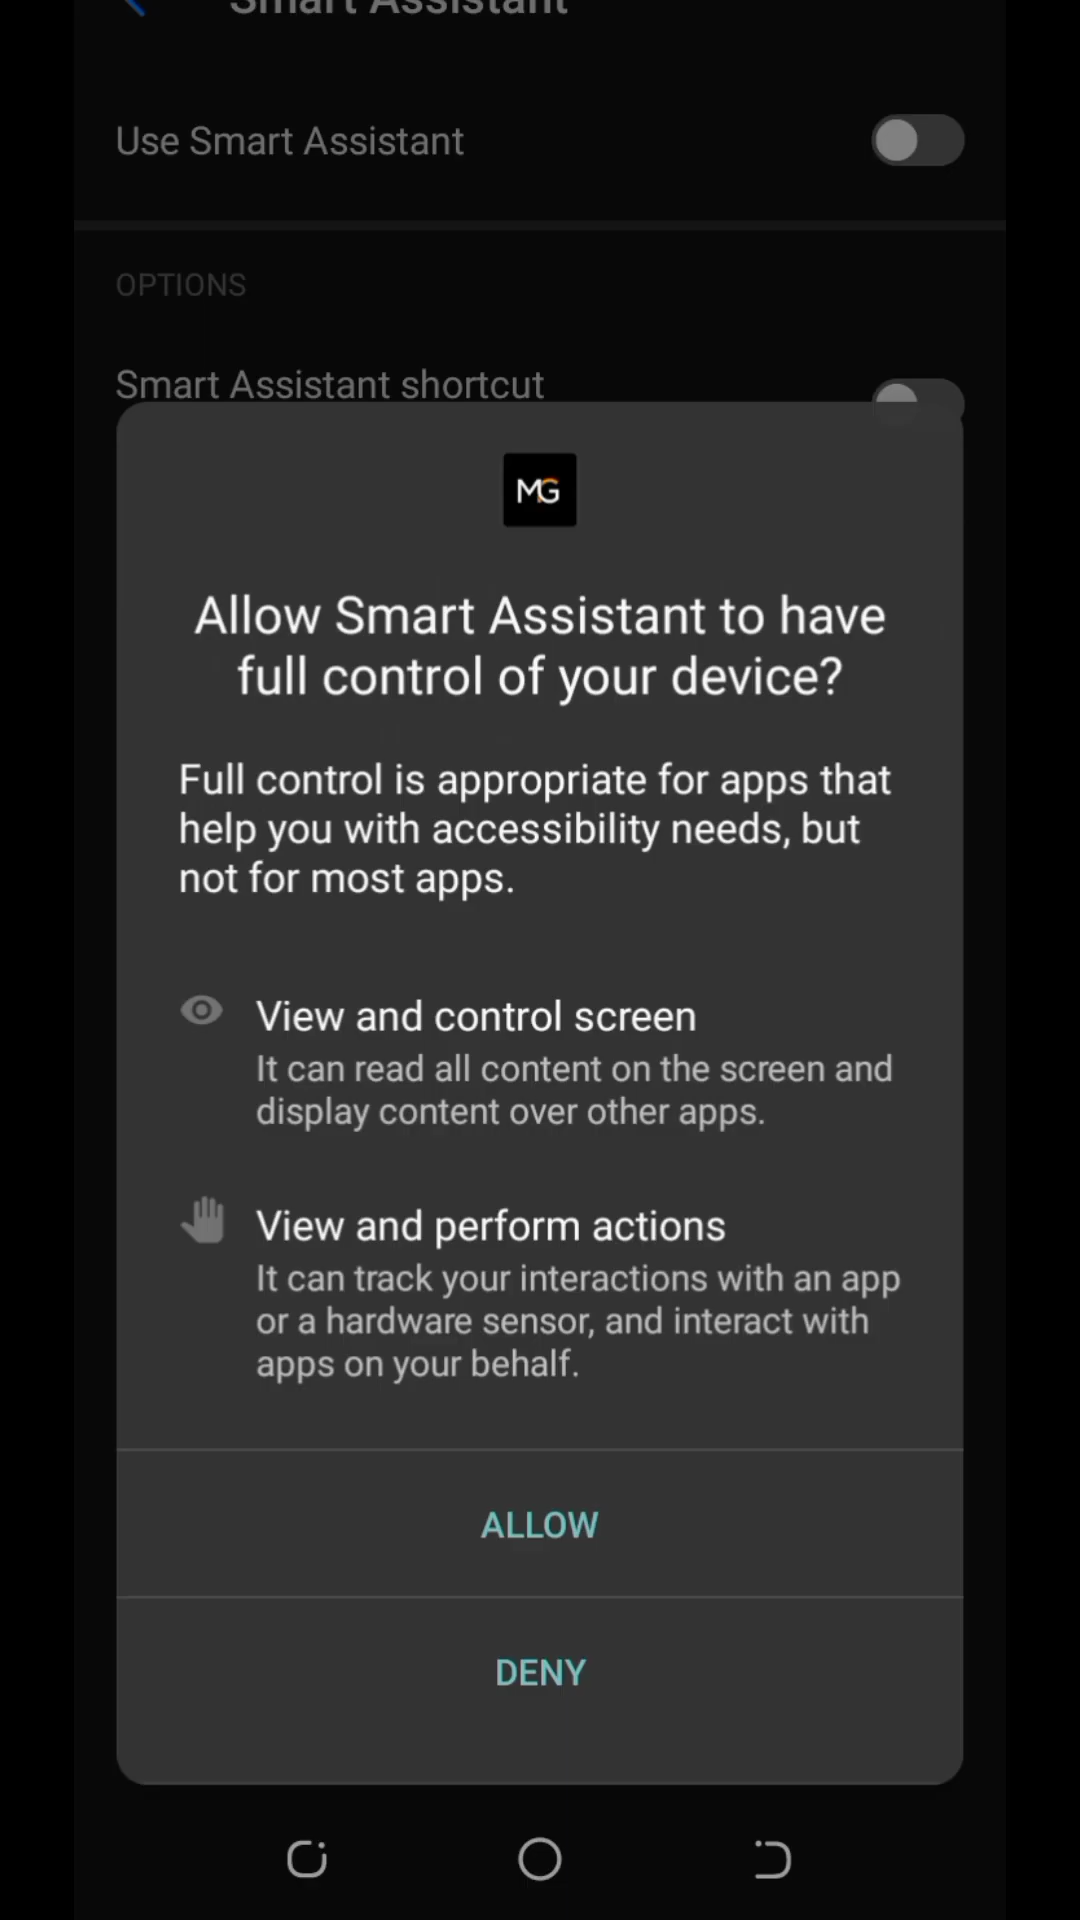 Smart Assistant
Use Smart Assistant
OPTIONS
Smart Assistant shortcut
MG
Allow Smart Assistant to have
full control of your device?
Full control is appropriate for apps that
help you with accessibility needs, but
not for most apps.
View and control screen
It can read all content on the screen and
display content over other apps.
View and perform actions
It can track your interactions with an app
or a hardware sensor, and interact with
apps on your behalf.
ALLOW
DENY